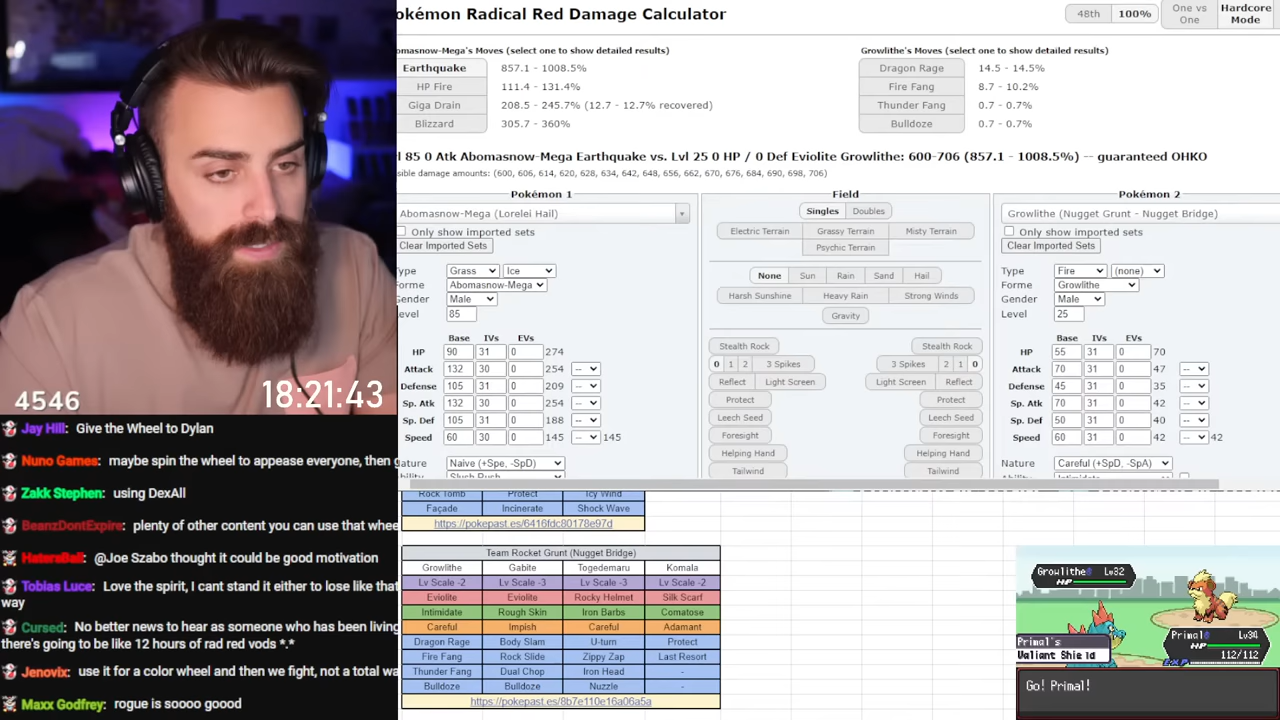 okémon Radical Red Damage Calculator
48th 100% One vs One Hardcore Mode
omasnow-Mega's Moves (select one to show detailed results)
Earthquake 857.1 - 1008.5%
HP Fire 111.4 - 131.4%
Giga Drain 208.5 - 245.7% (12.7 - 12.7% recovered)
Blizzard 305.7 - 360%
Growlithe's Moves (select one to show detailed results)
Dragon Rage 14.5 - 14.5%
Fire Fang 8.7 - 10.2%
Thunder Fang 0.7 - 0.7%
Bulldoze 0.7 - 0.7%
l 85 0 Atk Abomasnow-Mega Earthquake vs. Lvl 25 0 HP / 0 Def Eviolite Growlithe: 600-706 (857.1 - 1008.5%) -- guaranteed OHKO
sible damage amounts: (600, 606, 614, 620, 628, 634, 642, 648, 656, 662, 670, 676, 684, 690, 698, 706)
Pokémon 1
Abomasnow-Mega (Lorelei Hail)
Only show imported sets
Clear Imported Sets
Type Grass Ice
orme Abomasnow-Mega
Gender Male
Level 85
Base IVs EVs
HP 90 31 0 274
Attack 132 31 0 254 --
Defense 105 31 0 209 --
Sp. Atk 132 31 0 254 --
Sp. Def 105 31 0 188 --
Speed 60 30 0 145 -- 145
Nature Naive (+Spe, -SpD)
Field
Singles Doubles
Electric Terrain Grassy Terrain Misty Terrain
Psychic Terrain
None Sun Rain Sand Hail
Harsh Sunshine Heavy Rain Strong Winds
Gravity
Stealth Rock Stealth Rock
0 1 2 3 Spikes 3 Spikes 2 1 0
Reflect Light Screen Light Screen Reflect
Protect Protect
Leech Seed Leech Seed
Foresight Foresight
Helping Hand Helping Hand
Tailwind Tailwind
Pokémon 2
Growlithe (Nugget Grunt - Nugget Bridge)
Only show imported sets
Clear Imported Sets
Type Fire (none)
Forme Growlithe
Gender Male
Level 25
Base IVs EVs
HP 55 31 0 70
Attack 70 31 0 47 --
Defense 45 31 0 35 --
Sp. Atk 70 31 0 42 --
Sp. Def 50 31 0 40 --
Speed 60 31 0 42 -- 42
Nature Careful (+SpD, -SpA)
4546
18:21:43
Jay Hill: Give the Wheel to Dylan
Nuno Games: maybe spin the wheel to appease everyone, then g
Zakk Stephen: using DexAll
BeanzDontExpire: plenty of other content you can use that whee
HatersBall: @Joe Szabo thought it could be good motivation
Tobias Luce: Love the spirit, I cant stand it either to lose like that
way
Cursed: No better news to hear as someone who has been living
there's going to be like 12 hours of rad red vods *.*
Jenovix: use it for a color wheel and then we fight, not a total wa
Maxx Godfrey: rogue is soooo goood
Rock Tomb Protect Icy Wind
Façade Incinerate Shock Wave
https://pokepast.es/6416fdc80178e97d
Team Rocket Grunt (Nugget Bridge)
Growlithe Gabite Togedemaru Komala
Lv Scale -2 Lv Scale -3 Lv Scale -3 Lv Scale -2
Eviolite Eviolite Rocky Helmet Silk Scarf
Intimidate Rough Skin Iron Barbs Comatose
Careful Impish Careful Adamant
Dragon Rage Body Slam U-turn Protect
Fire Fang Rock Slide Zippy Zap Last Resort
Thunder Fang Dual Chop Iron Head -
Bulldoze Bulldoze Nuzzle -
https://pokepast.es/8b7e110e16a06a5a
Growlithe Lv32
HP
Primal's
Valiant Shield
Primal Lv34
HP
112/112
EXP
Go! Primal!